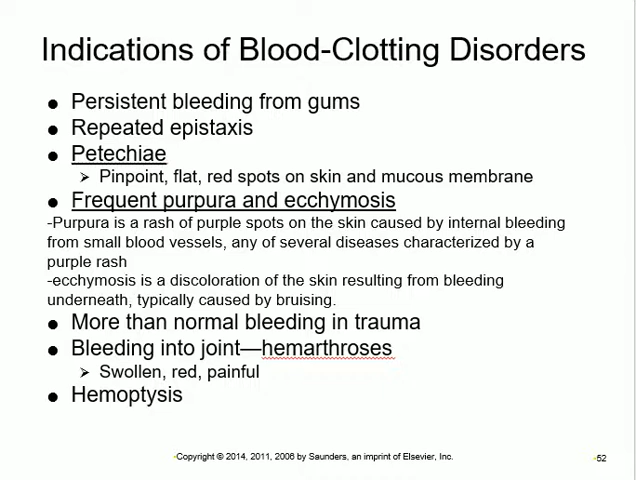 Indications of Blood-Clotting Disorders
● Persistent bleeding from gums
● Repeated epistaxis
● Petechiae
➢ Pinpoint, flat, red spots on skin and mucous membrane
● Frequent purpura and ecchymosis
-Purpura is a rash of purple spots on the skin caused by internal bleeding
from small blood vessels, any of several diseases characterized by a
purple rash
-ecchymosis is a discoloration of the skin resulting from bleeding
underneath, typically caused by bruising.
● More than normal bleeding in trauma
● Bleeding into joint—hemarthroses
➢ Swollen, red, painful
● Hemoptysis
Copyright © 2014, 2011, 2006 by Saunders, an imprint of Elsevier, Inc.
52